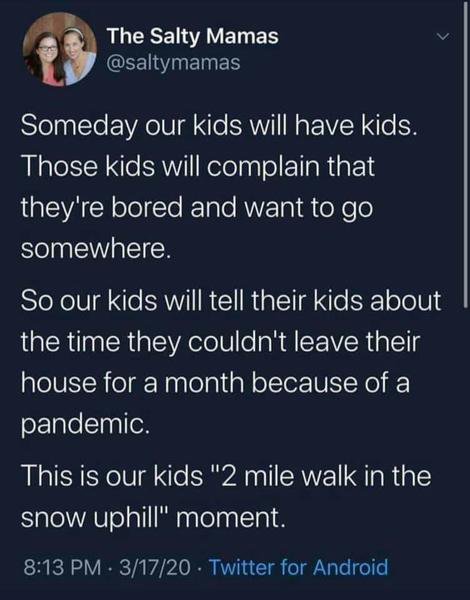 The Salty Mamas
@saltymamas
Someday our kids will have kids.
Those kids will complain that
they're bored and want to go
somewhere.
So our kids will tell their kids about
the time they couldn't leave their
house for a month because of a
pandemic.
This is our kids "2 mile walk in the
snow uphill" moment.
8:13 PM · 3/17/20 · Twitter for Android